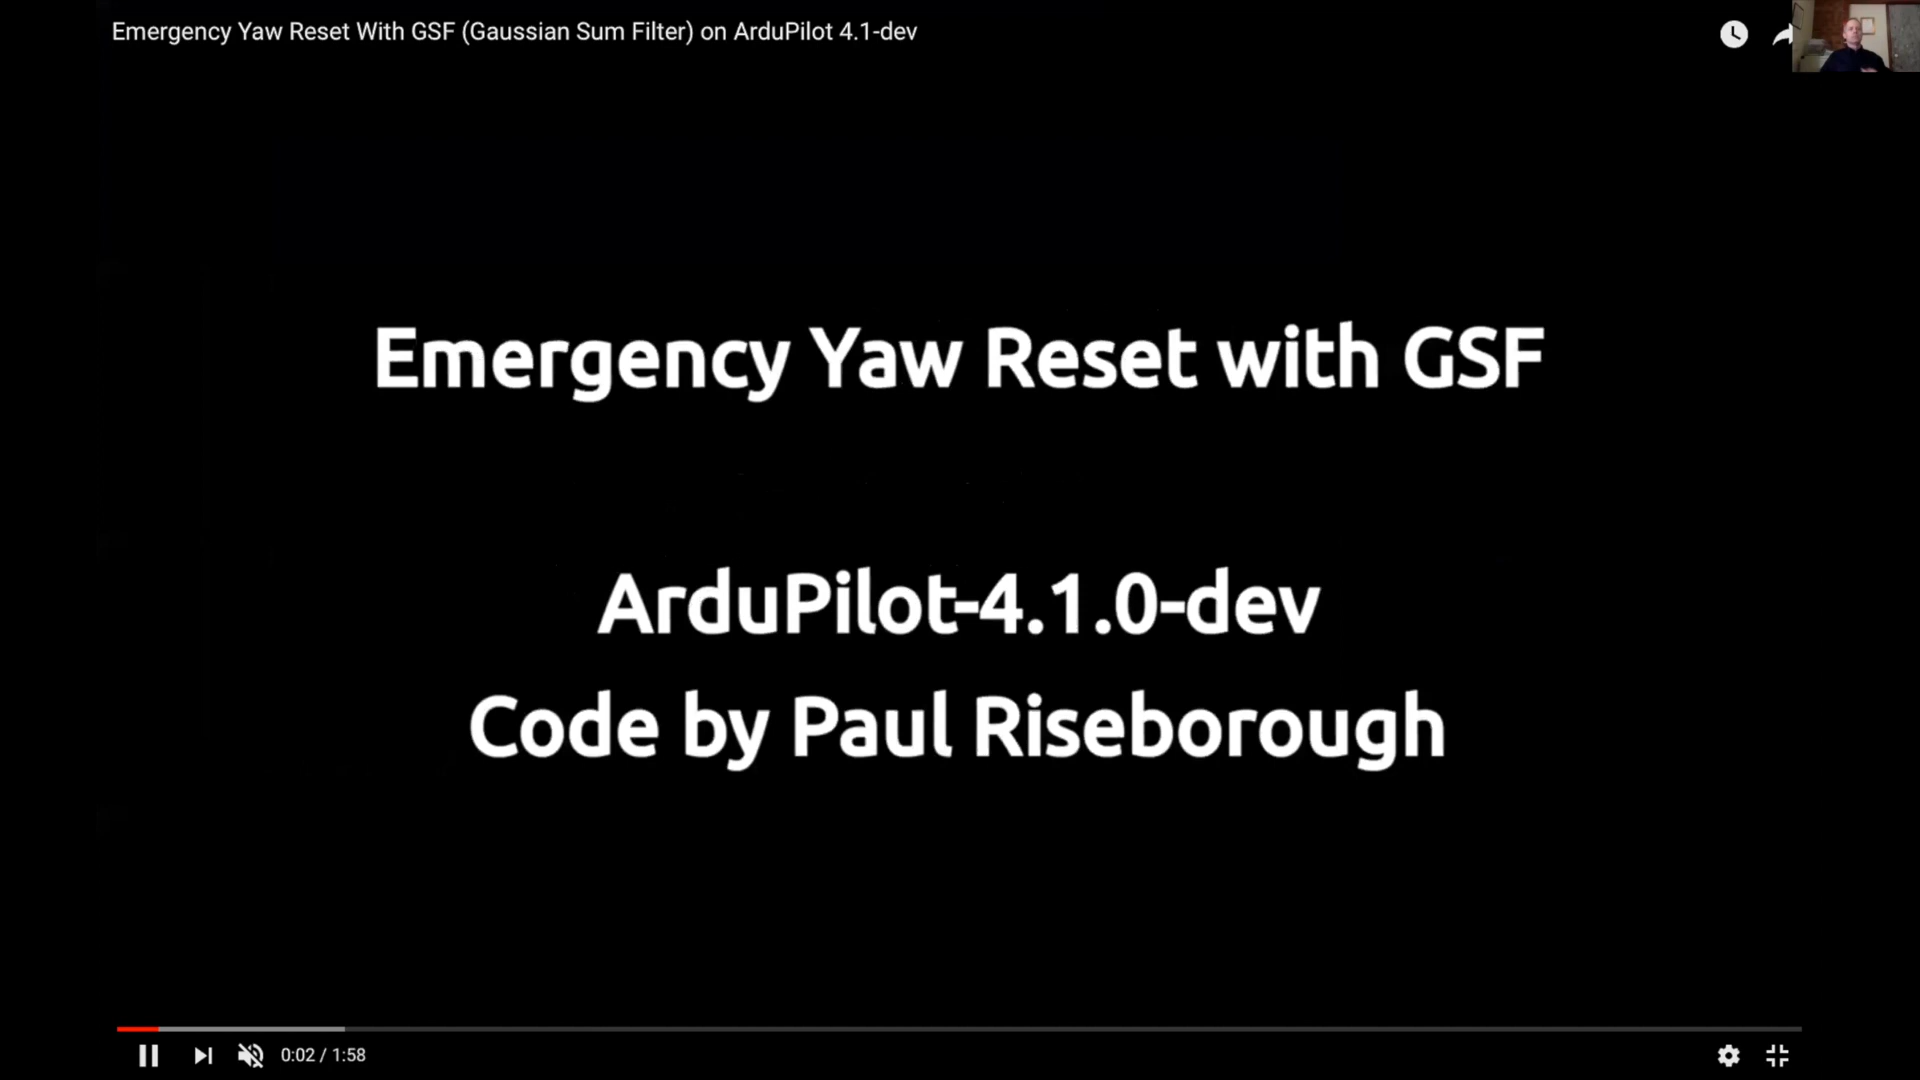 Emergency Yaw Reset With GSF (Gaussian Sum Filter) on ArduPilot 4.1-dev
Emergency Yaw Reset with GSF
ArduPilot-4.1.0-dev
Code by Paul Riseborough
0:02 / 1:58